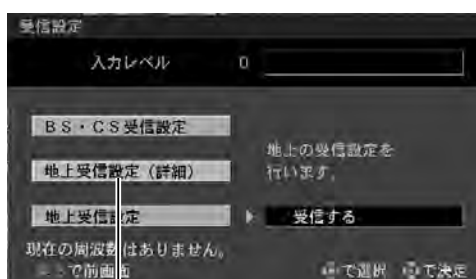 受信設定
入力レベル 0
BS・CS受信設定
地上受信設定(詳細)
地上の受信設定を
行います。
地上受信設定 受信する
現在の周波数はありません。
で前画面 で選択 で決定